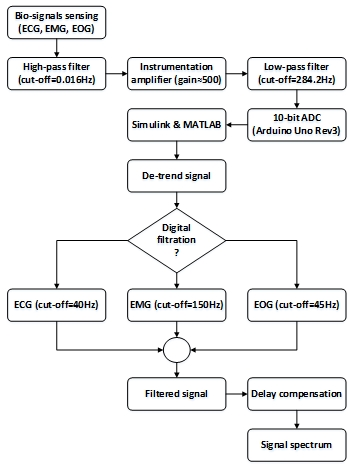 Bio-signals sensing
(ECG, EMG, EOG)
High-pass filter
(cut-off=0.016Hz)
Instrumentation
amplifier (gain≈500)
Low-pass filter
(cut-off=284.2Hz)
Simulink & MATLAB
10-bit ADC
(Arduino Uno Rev3)
De-trend signal
Digital
filtration
?
ECG (cut-off=40Hz)
EMG (cut-off=150Hz)
EOG (cut-off=45Hz)
Filtered signal
Delay compensation
Signal spectrum